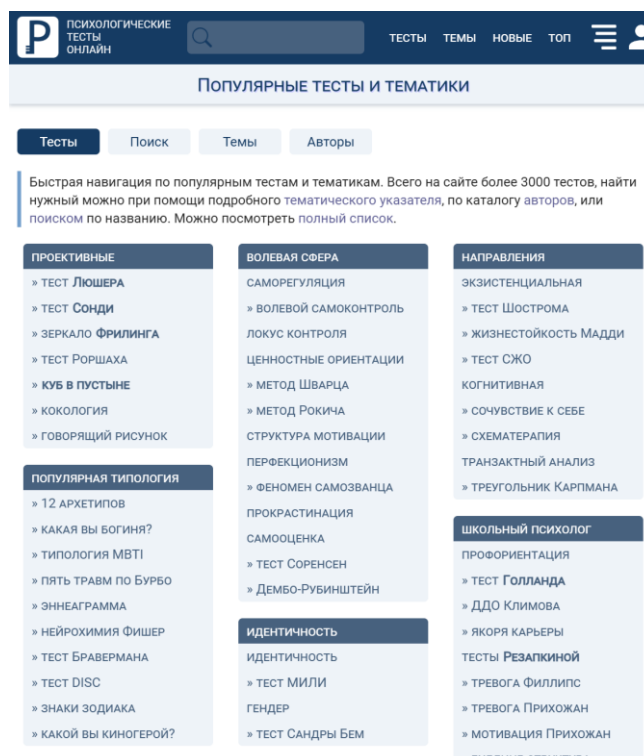 ПСИХОЛОГИЧЕСКИЕ
ТЕСТЫ
ОНЛАЙН
ТЕСТЫ ТЕМЫ НОВЫЕ ТОП
Популярные тесты и тематики
Тесты Поиск Темы Авторы
Быстрая навигация по популярным тестам и тематикам. Всего на сайте более 3000 тестов, найти
нужный можно при помощи подробного тематического указателя, по каталогу авторов, или
поиском по названию. Можно посмотреть полный список.
ПРОЕКТИВНЫЕ
» тест Люшера
» тест Сонди
» зеркало Фрилинга
» тест Роршаха
» куб в пустыне
» кокология
» говорящий рисунок
ПОПУЛЯРНАЯ ТИПОЛОГИЯ
» 12 архетипов
» какая вы богиня?
» типология MBTI
» пять травм по Бурбо
» эннеаграмма
» нейрохимия Фишер
» тест Бравермана
» тест DISC
» знаки зодиака
» какой вы киногерой?
ВОЛЕВАЯ СФЕРА
саморегуляция
» волевой самоконтроль
локус контроля
ценностные ориентации
» метод Шварца
» метод Рокича
структура мотивации
перфекционизм
» феномен самозванца
прокрастинация
самооценка
» тест Соренсен
» Дембо-Рубинштейн
ИДЕНТИЧНОСТЬ
идентичность
» тест МИЛИ
гендер
» тест Сандры Бем
НАПРАВЛЕНИЯ
экзистенциальная
» тест Шострома
» жизнестойкость Мадди
» тест СЖО
когнитивная
» сочувствие к себе
» схематерапия
транзактный анализ
» треугольник Карпмана
ШКОЛЬНЫЙ ПСИХОЛОГ
профориентация
» тест Голланда
» ДДО Климова
» якоря карьеры
тесты Резапкиной
» тревога Филлипс
» тревога Прихожан
» мотивация Прихожан